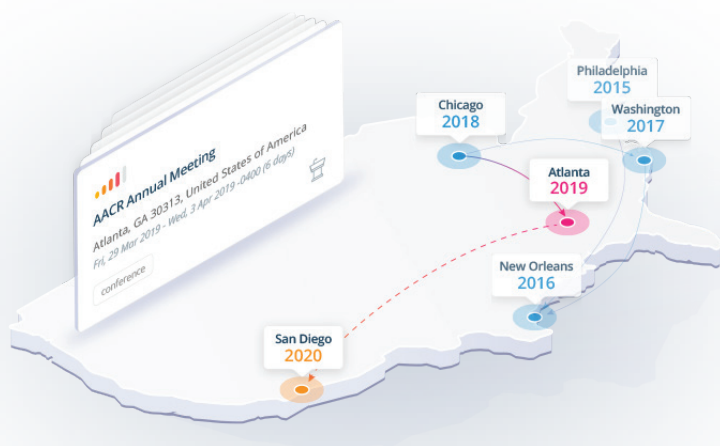 AACR Annual Meeting
Atlanta, GA 30313, United States of America
Fri, 29 Mar 2019 - Wed, 3 Apr 2019 -0400 (6 days)
conference
Philadelphia
2015
Chicago
2018
Washington
2017
Atlanta
2019
New Orleans
2016
San Diego
2020